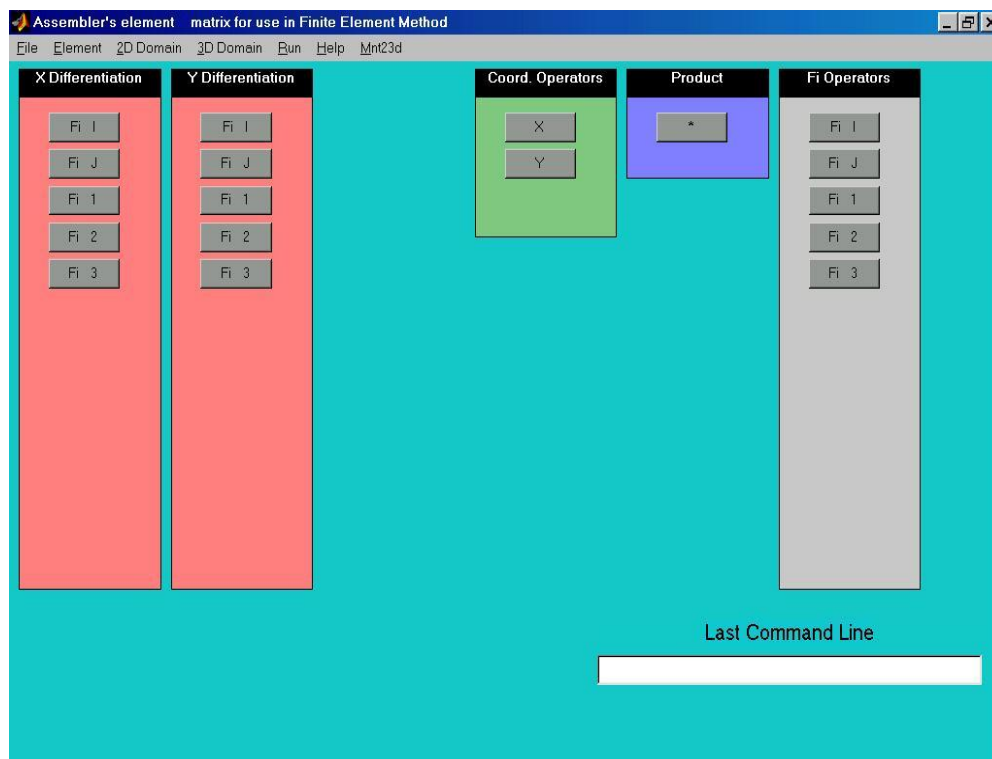 Assembler's element matrix for use in Finite Element Method
File Element 2D Domain 3D Domain Run Help Mnt23d
X Differentiation
Fi I
Fi J
Fi 1
Fi 2
Fi 3
Y Differentiation
Fi I
Fi J
Fi 1
Fi 2
Fi 3
Coord. Operators
X
Y
Product
*
Fi Operators
Fi I
Fi J
Fi 1
Fi 2
Fi 3
Last Command Line